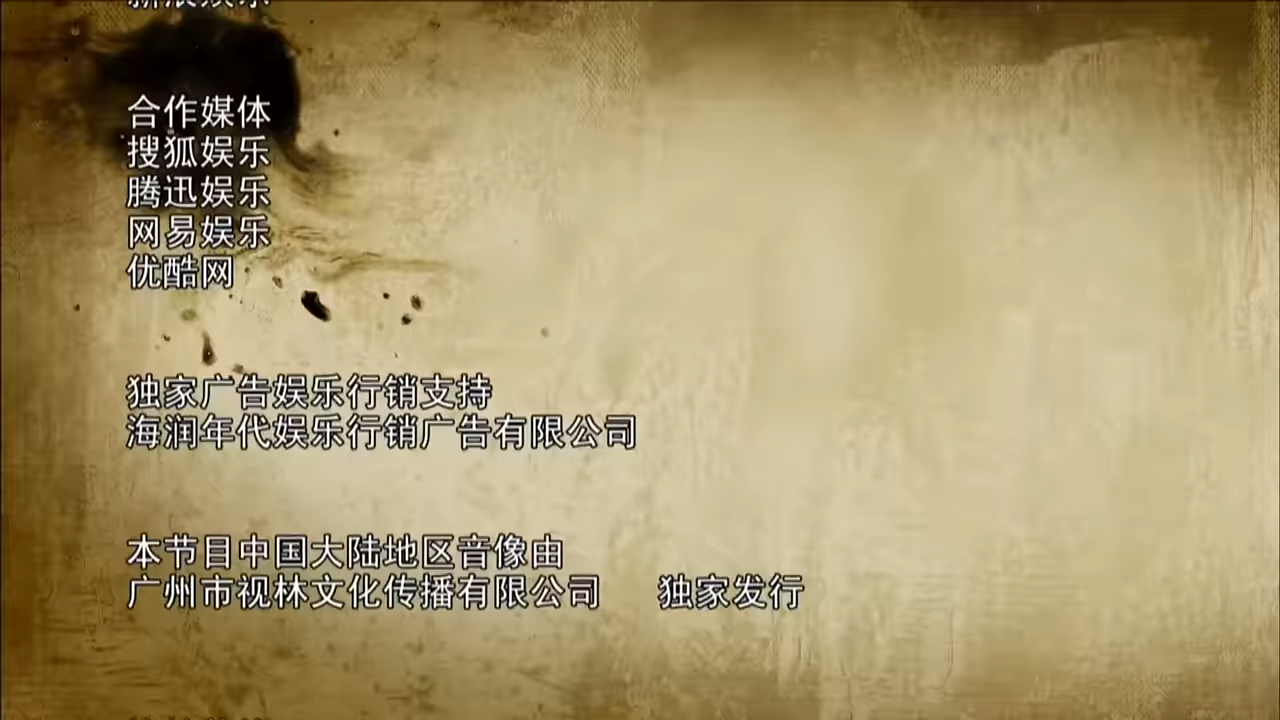 合作媒体
搜狐娱乐
腾迅娱乐
网易娱乐
优酷网
独家广告娱乐行销支持
海润年代娱乐行销广告有限公司
本节目中国大陆地区音像由
广州市视林文化传播有限公司 独家发行